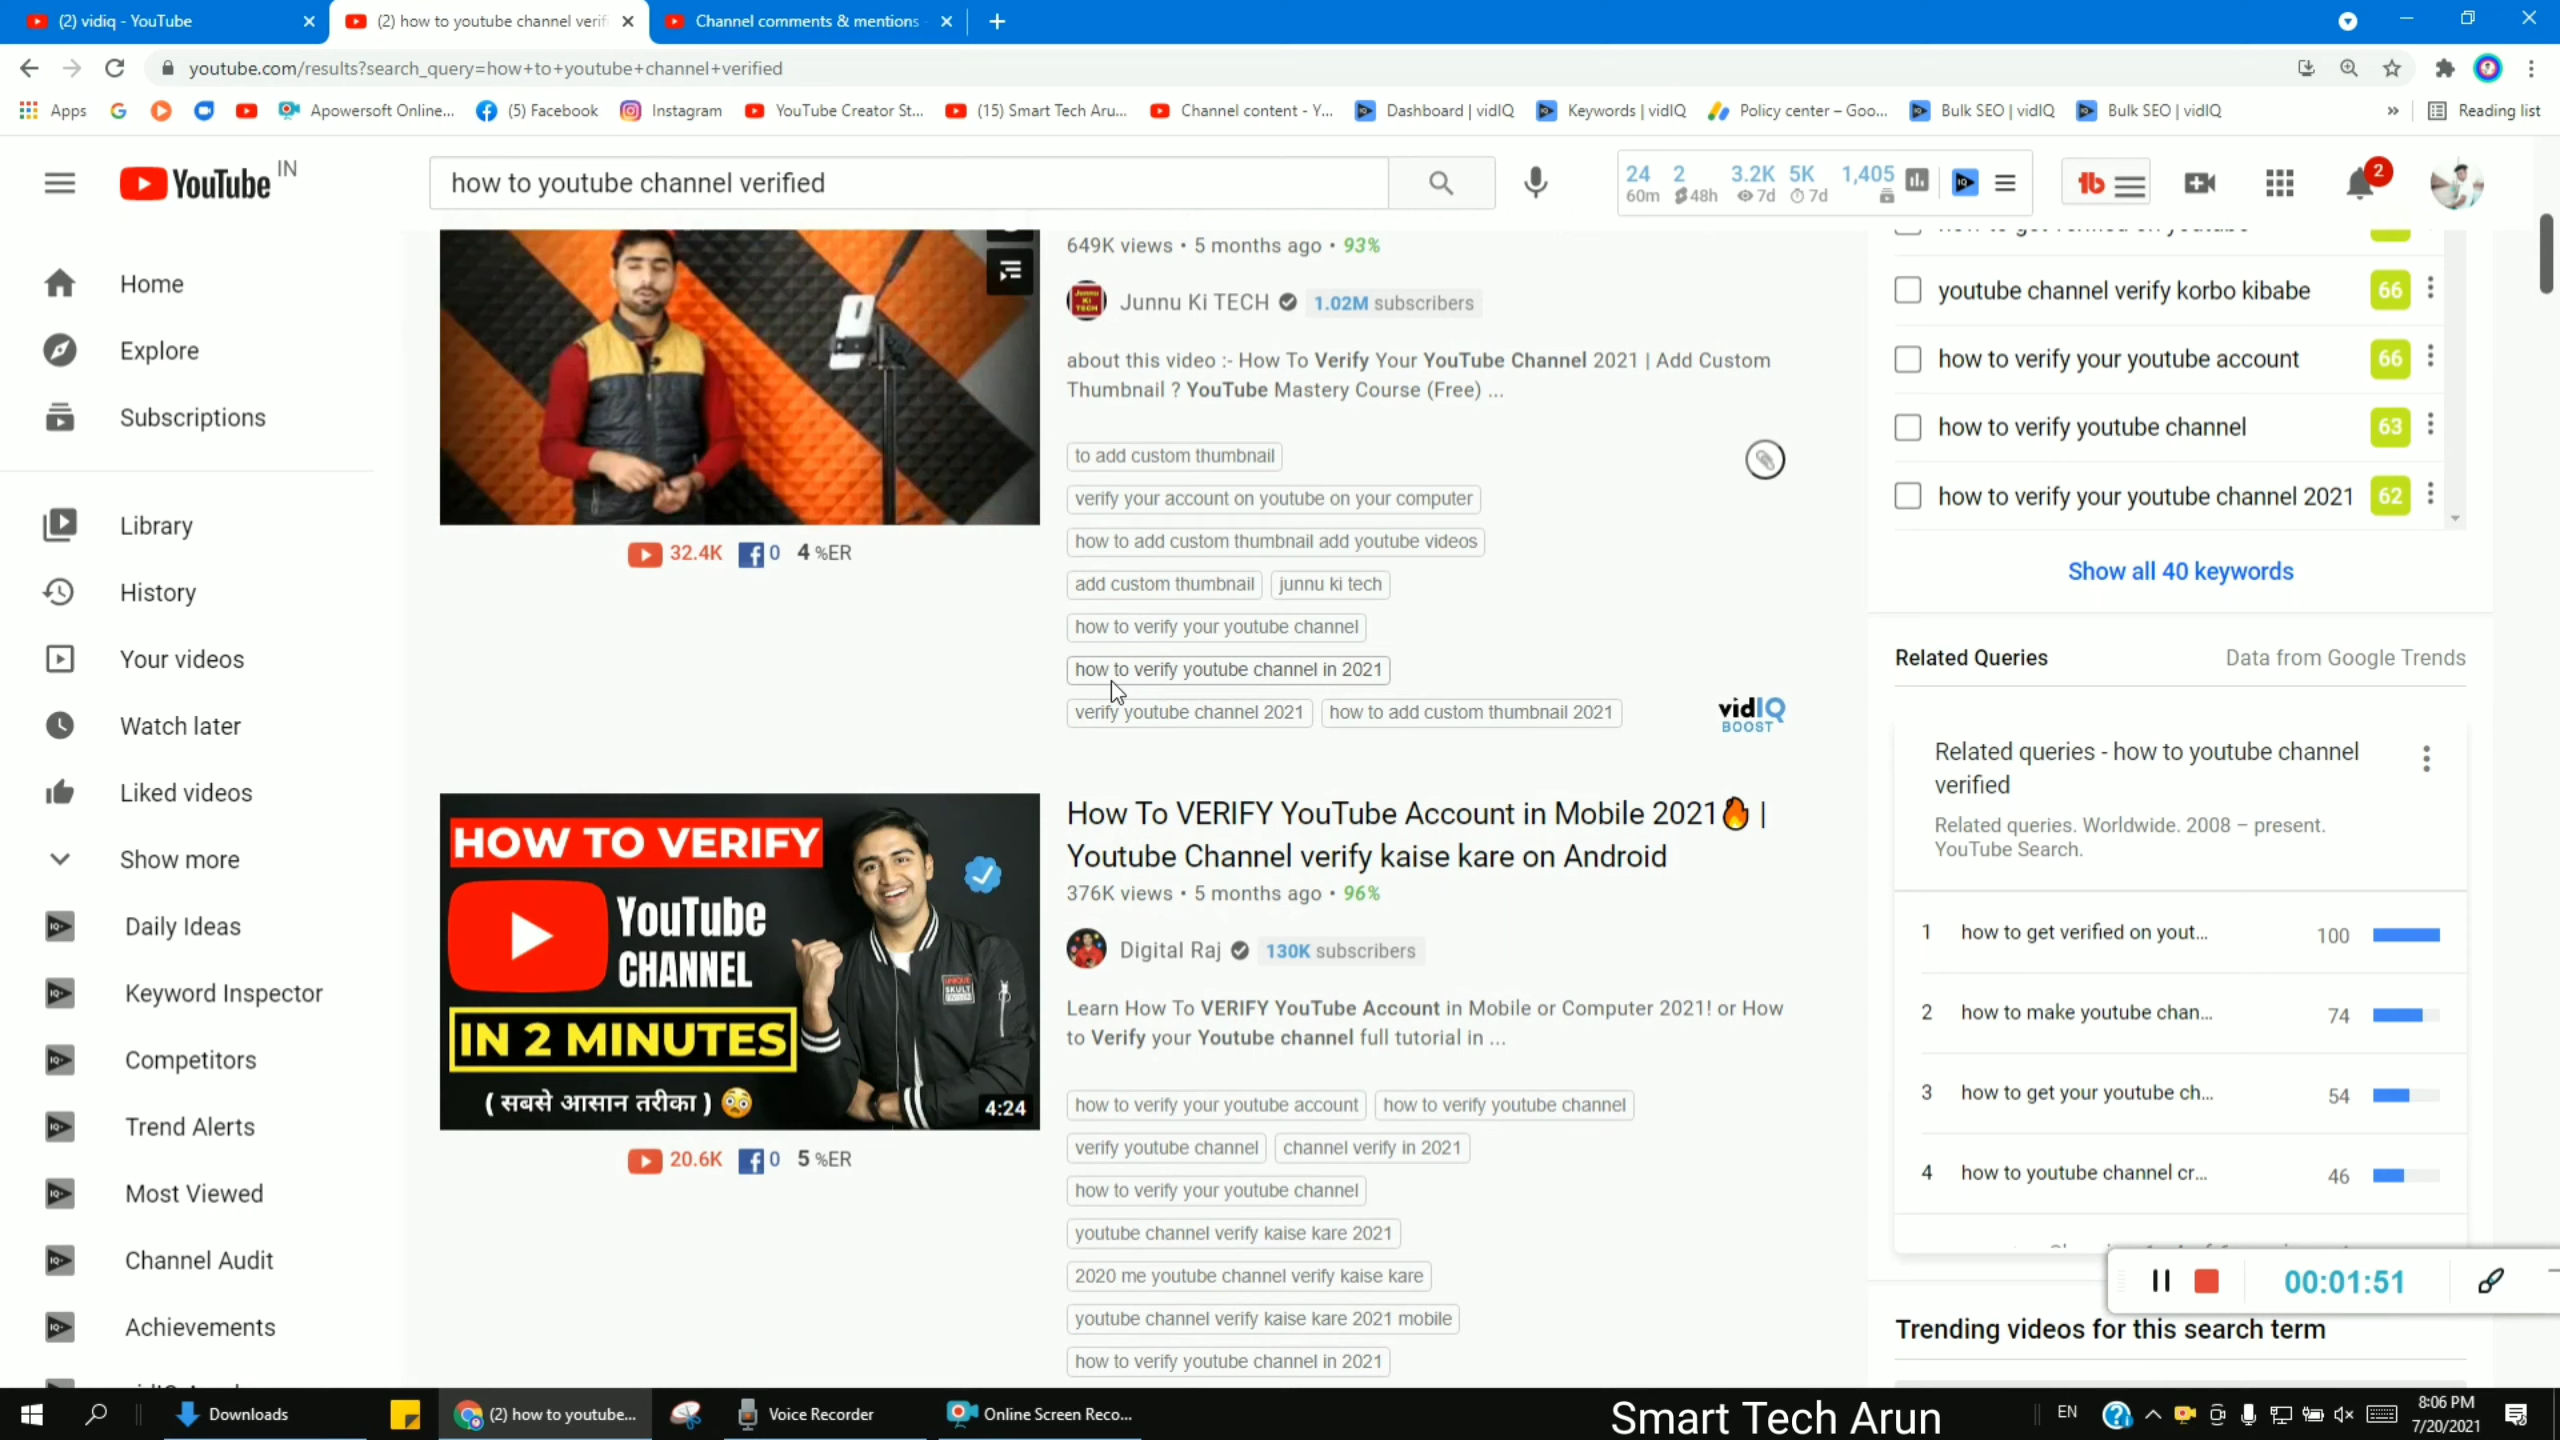 (2) vidiq - YouTube
(2) how to youtube channel verifi
Channel comments & mentions
youtube.com/results?search_query=how+to+youtube+channel+verified
Apps
Apowersoft Online...
(5) Facebook
Instagram
YouTube Creator St...
(15) Smart Tech Aru...
Channel content - Y...
Dashboard | vidIQ
Keywords | vidIQ
Policy center – Goo...
Bulk SEO | vidIQ
Bulk SEO | vidIQ
Reading list
YouTube IN
how to youtube channel verified
24 2 3.2K 5K 1,405
60m 48h 7d 7d
2
Home
Explore
Subscriptions
Library
History
Your videos
Watch later
Liked videos
Show more
Daily Ideas
Keyword Inspector
Competitors
Trend Alerts
Most Viewed
Channel Audit
Achievements
649K views • 5 months ago • 93%
Junnu Ki TECH 1.02M subscribers
about this video :- How To Verify Your YouTube Channel 2021 | Add Custom
Thumbnail ? YouTube Mastery Course (Free) ...
to add custom thumbnail
verify your account on youtube on your computer
how to add custom thumbnail add youtube videos
add custom thumbnail junnu ki tech
how to verify your youtube channel
how to verify youtube channel in 2021
verify youtube channel 2021 how to add custom thumbnail 2021
vidIQ
BOOST
32.4K 0 4 %ER
HOW TO VERIFY
YouTube
CHANNEL
IN 2 MINUTES
( सबसे आसान तरीका )
4:24
20.6K 0 5 %ER
How To VERIFY YouTube Account in Mobile 2021🔥 |
Youtube Channel verify kaise kare on Android
376K views • 5 months ago • 96%
Digital Raj 130K subscribers
Learn How To VERIFY YouTube Account in Mobile or Computer 2021! or How
to Verify your Youtube channel full tutorial in ...
how to verify your youtube account how to verify youtube channel
verify youtube channel channel verify in 2021
how to verify your youtube channel
youtube channel verify kaise kare 2021
2020 me youtube channel verify kaise kare
youtube channel verify kaise kare 2021 mobile
how to verify youtube channel in 2021
youtube channel verify korbo kibabe 66
how to verify your youtube account 66
how to verify youtube channel 63
how to verify your youtube channel 2021 62
Show all 40 keywords
Related Queries Data from Google Trends
Related queries - how to youtube channel
verified
Related queries. Worldwide. 2008 – present.
YouTube Search.
1 how to get verified on yout... 100
2 how to make youtube chan... 74
3 how to get your youtube ch... 54
4 how to youtube channel cr... 46
00:01:51
Trending videos for this search term
Downloads
(2) how to youtube...
Voice Recorder
Online Screen Reco...
Smart Tech Arun
EN
8:06 PM
7/20/2021